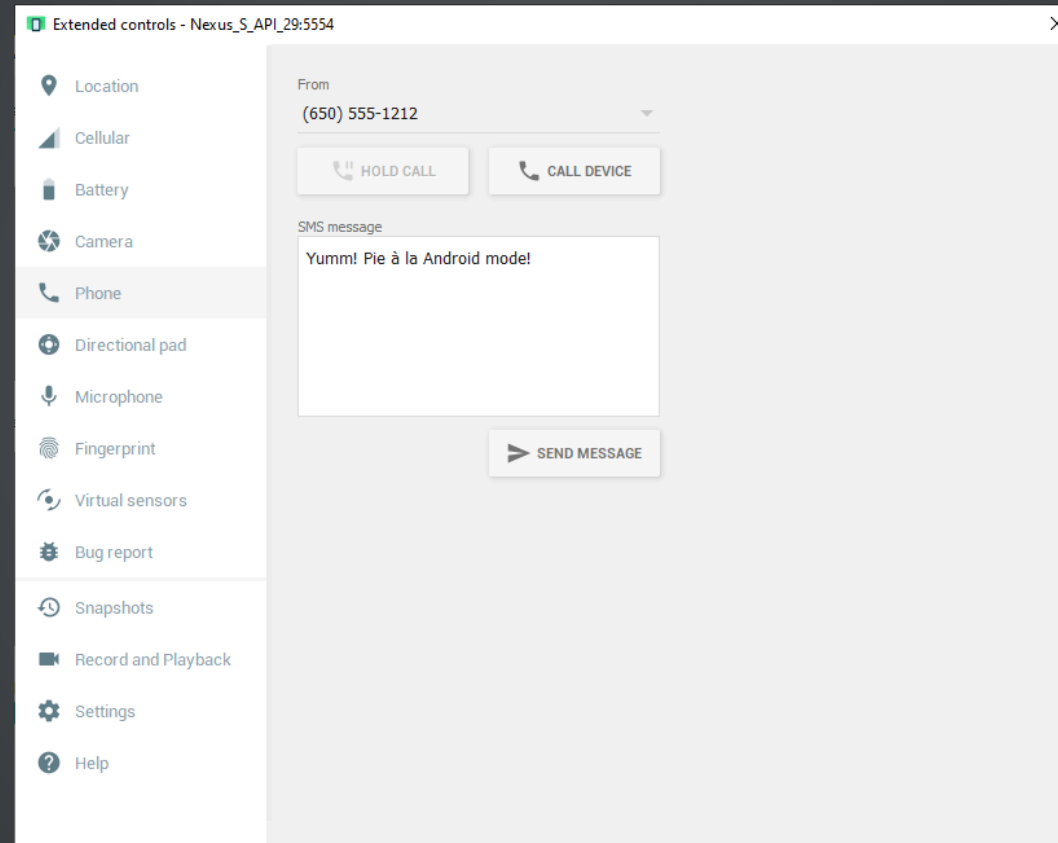 Extended controls - Nexus_S_API_29:5554
Location
Cellular
Battery
Camera
Phone
Directional pad
Microphone
Fingerprint
Virtual sensors
Bug report
Snapshots
Record and Playback
Settings
Help
From
(650) 555-1212
HOLD CALL
CALL DEVICE
SMS message
Yumm! Pie à la Android mode!
SEND MESSAGE